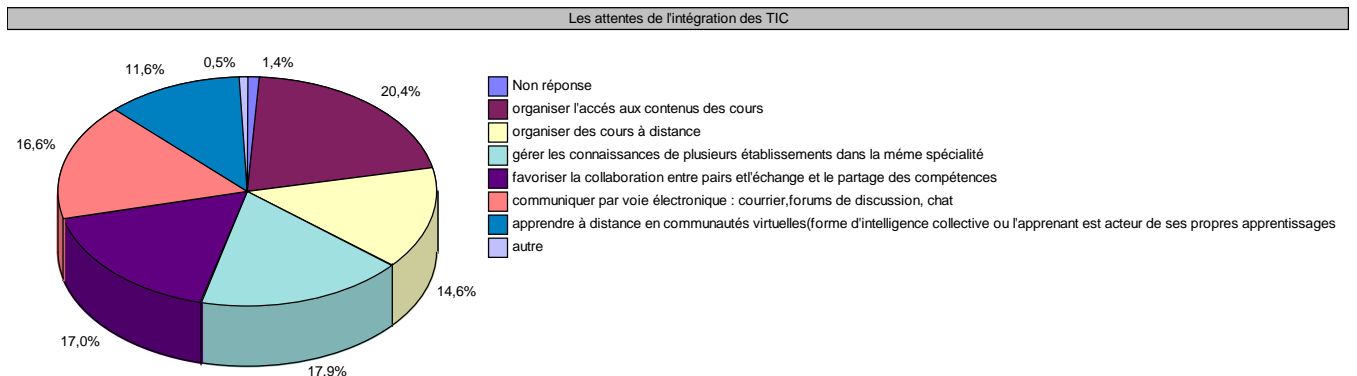 Les attentes de l'intégration des TIC
0,5%
1,4%
11,6%
20,4%
16,6%
14,6%
17,0%
17,9%
Non réponse
organiser l'accés aux contenus des cours
organiser des cours à distance
gérer les connaissances de plusieurs établissements dans la méme spécialité
favoriser la collaboration entre pairs etl'échange et le partage des compétences
communiquer par voie électronique : courrier,forums de discussion, chat
apprendre à distance en communautés virtuelles(forme d'intelligence collective ou l'apprenant est acteur de ses propres apprentissages
autre